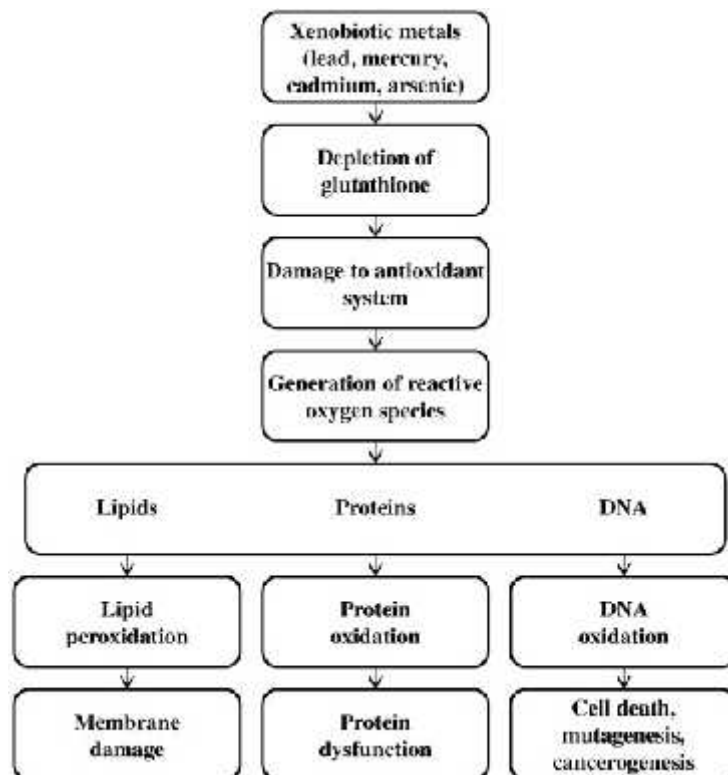 Xenobiotic metals
(lead, mercury,
cadmium, arsenic)
Depletion of
glutathione
Damage to antioxidant
system
Generation of reactive
oxygen species
Lipids
Proteins
DNA
Lipid
peroxidation
Protein
oxidation
DNA
oxidation
Membrane
damage
Protein
dysfunction
Cell death,
mutagenesis,
cancerogenesis